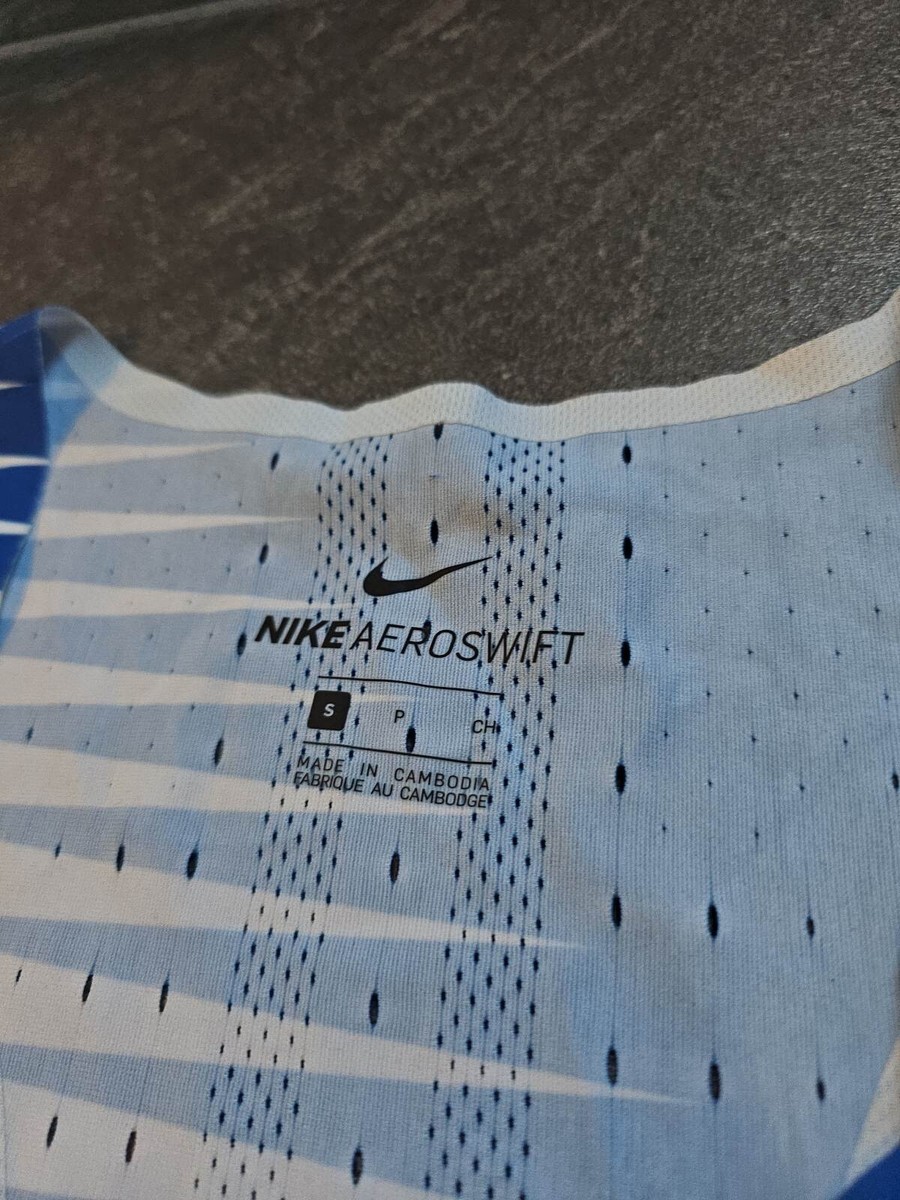 NIKE AEROSWIFT
S P CH
MADE IN CAMBODIA
FABRIQUE AU CAMBODGE